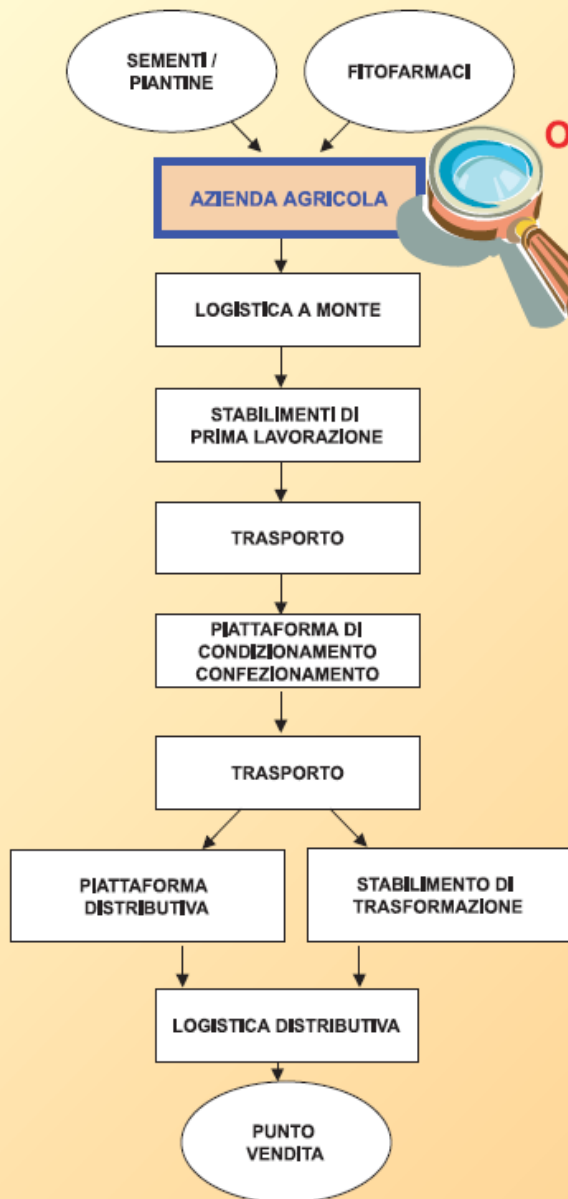 SEMENTI /
PIANTINE
FITOFARMACI
O
AZIENDA AGRICOLA
LOGISTICA A MONTE
STABILIMENTI DI
PRIMA LAVORAZIONE
TRASPORTO
PIATTAFORMA DI
CONDIZIONAMENTO
CONFEZIONAMENTO
TRASPORTO
PIATTAFORMA
DISTRIBUTIVA
STABILIMENTO DI
TRASFORMAZIONE
LOGISTICA DISTRIBUTIVA
PUNTO
VENDITA